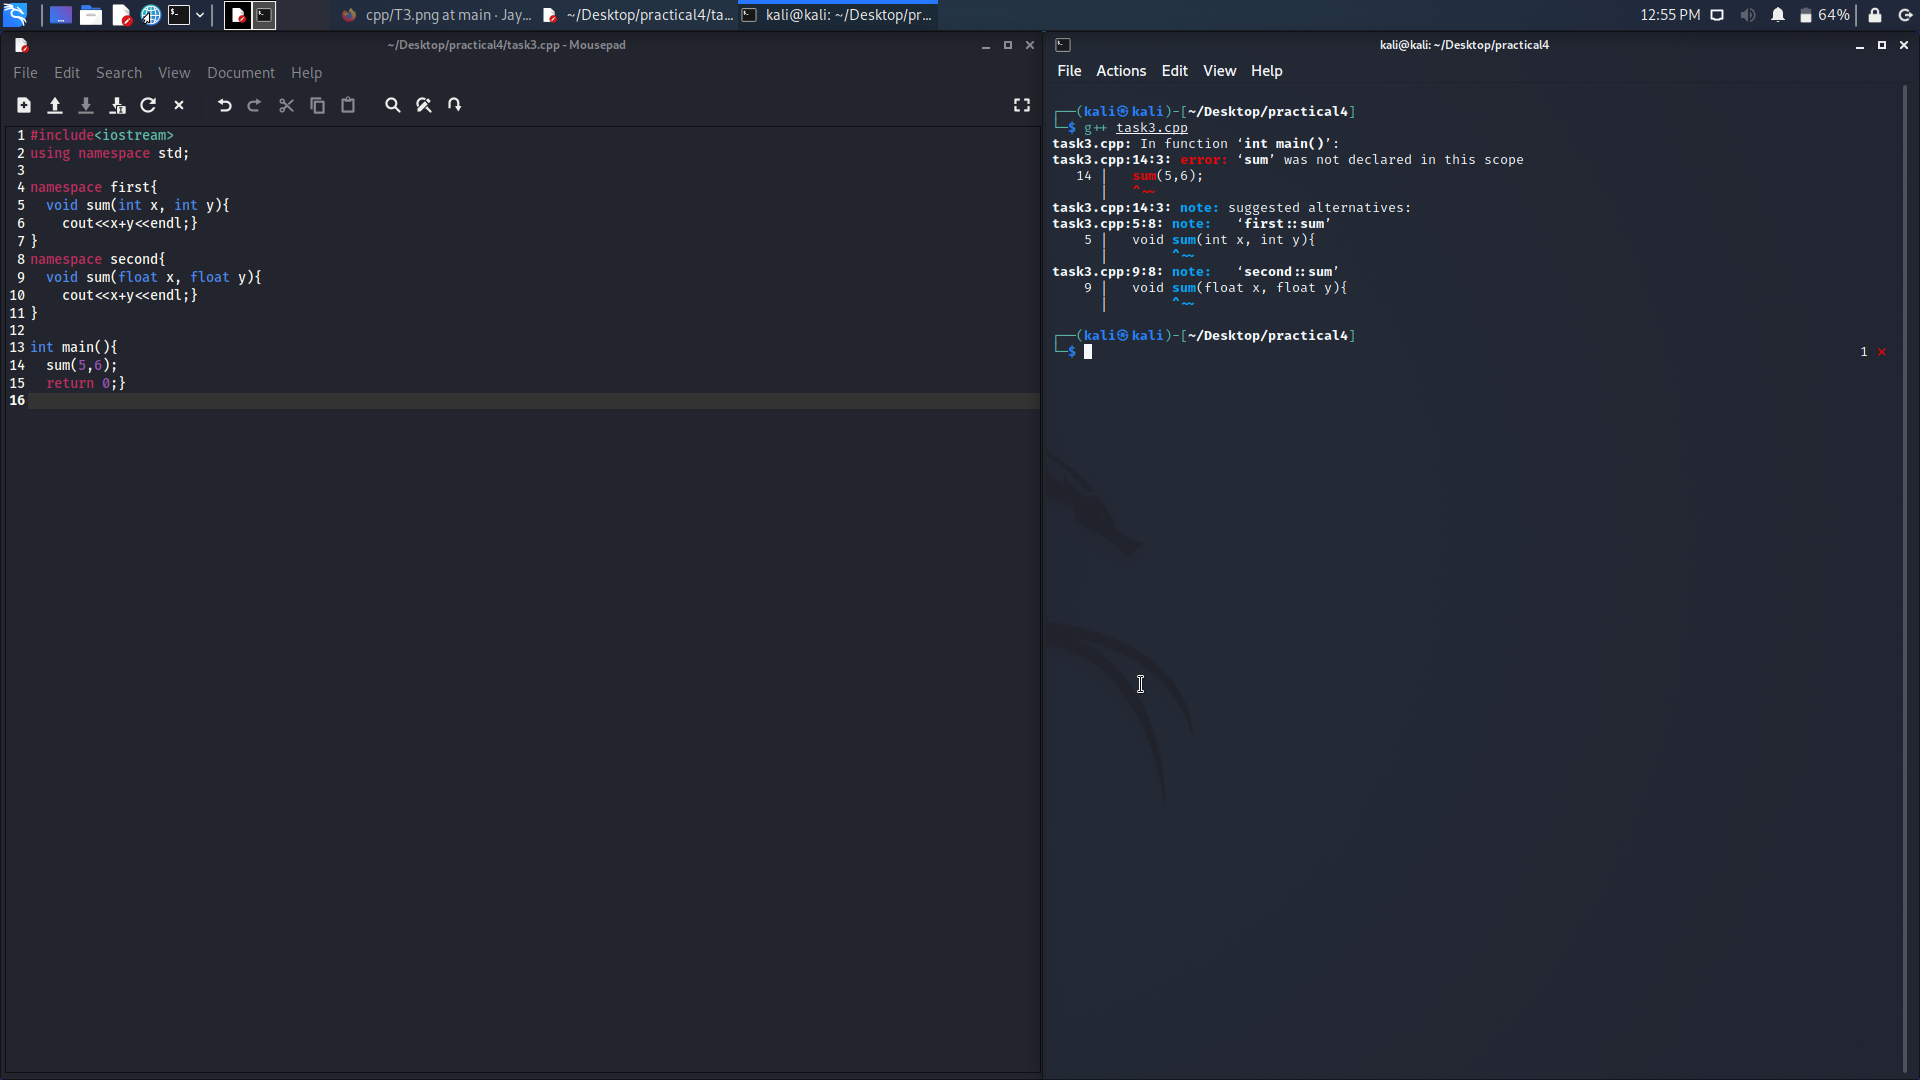 cpp/T3.png at main · Jay...
~/Desktop/practical4/ta...
kali@kali: ~/Desktop/pr...
12:55 PM
64%
~/Desktop/practical4/task3.cpp - Mousepad
File Edit Search View Document Help
1 #include<iostream>
2 using namespace std;
3
4 namespace first{
5   void sum(int x, int y){
6     cout<<x+y<<endl;}
7 }
8 namespace second{
9   void sum(float x, float y){
10     cout<<x+y<<endl;}
11 }
12
13 int main(){
14   sum(5,6);
15   return 0;}
16
kali@kali: ~/Desktop/practical4
File Actions Edit View Help
┌──(kali㉿kali)-[~/Desktop/practical4]
└─$ g++ task3.cpp
task3.cpp: In function ‘int main()’:
task3.cpp:14:3: error: ‘sum’ was not declared in this scope
   14 |   sum(5,6);
      |   ^~~
task3.cpp:14:3: note: suggested alternatives:
task3.cpp:5:8: note:   ‘first::sum’
    5 |   void sum(int x, int y){
      |        ^~~
task3.cpp:9:8: note:   ‘second::sum’
    9 |   void sum(float x, float y){
      |        ^~~
┌──(kali㉿kali)-[~/Desktop/practical4]
└─$ 1 ⨯